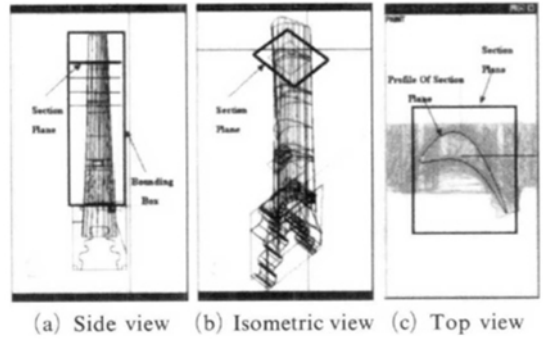 Section
Plane
Bounding
Box
Section
Plane
Section
Plane
Profile Of Section
Plane
(a) Side view
(b) Isometric view
(c) Top view